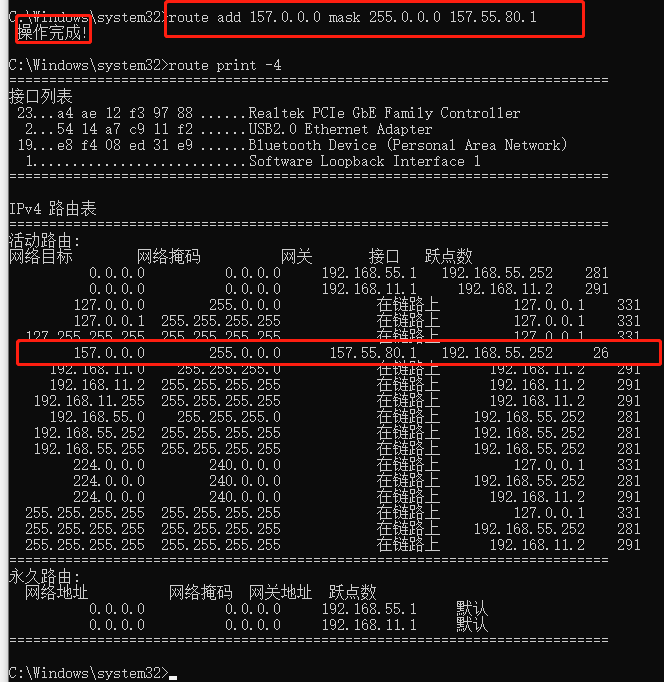 C:\Windows\system32>route add 157.0.0.0 mask 255.0.0.0 157.55.80.1
操作完成!
C:\Windows\system32>route print -4
===========================================================================
接口列表
23...a4 ae 12 f3 97 88 ......Realtek PCIe GbE Family Controller
2...54 14 a7 c9 11 f2 ......USB2.0 Ethernet Adapter
19...e8 f4 08 ed 31 e9 ......Bluetooth Device (Personal Area Network)
1...........................Software Loopback Interface 1
===========================================================================
IPv4 路由表
===========================================================================
活动路由:
网络目标 网络掩码 网关 接口 跃点数
0.0.0.0 0.0.0.0 192.168.55.1 192.168.55.252 281
0.0.0.0 0.0.0.0 192.168.11.1 192.168.11.2 291
127.0.0.0 255.0.0.0 在链路上 127.0.0.1 331
127.0.0.1 255.255.255.255 在链路上 127.0.0.1 331
127.255.255.255 255.255.255.255 在链路上 127.0.0.1 331
157.0.0.0 255.0.0.0 157.55.80.1 192.168.55.252 26
192.168.11.0 255.255.255.0 在链路上 192.168.11.2 291
192.168.11.2 255.255.255.255 在链路上 192.168.11.2 291
192.168.11.255 255.255.255.255 在链路上 192.168.11.2 291
192.168.55.0 255.255.255.0 在链路上 192.168.55.252 281
192.168.55.252 255.255.255.255 在链路上 192.168.55.252 281
192.168.55.255 255.255.255.255 在链路上 192.168.55.252 281
224.0.0.0 240.0.0.0 在链路上 127.0.0.1 331
224.0.0.0 240.0.0.0 在链路上 192.168.55.252 281
224.0.0.0 240.0.0.0 在链路上 192.168.11.2 291
255.255.255.255 255.255.255.255 在链路上 127.0.0.1 331
255.255.255.255 255.255.255.255 在链路上 192.168.55.252 281
255.255.255.255 255.255.255.255 在链路上 192.168.11.2 291
===========================================================================
永久路由:
网络地址 网络掩码 网关地址 跃点数
0.0.0.0 0.0.0.0 192.168.55.1 默认
0.0.0.0 0.0.0.0 192.168.11.1 默认
===========================================================================
C:\Windows\system32>